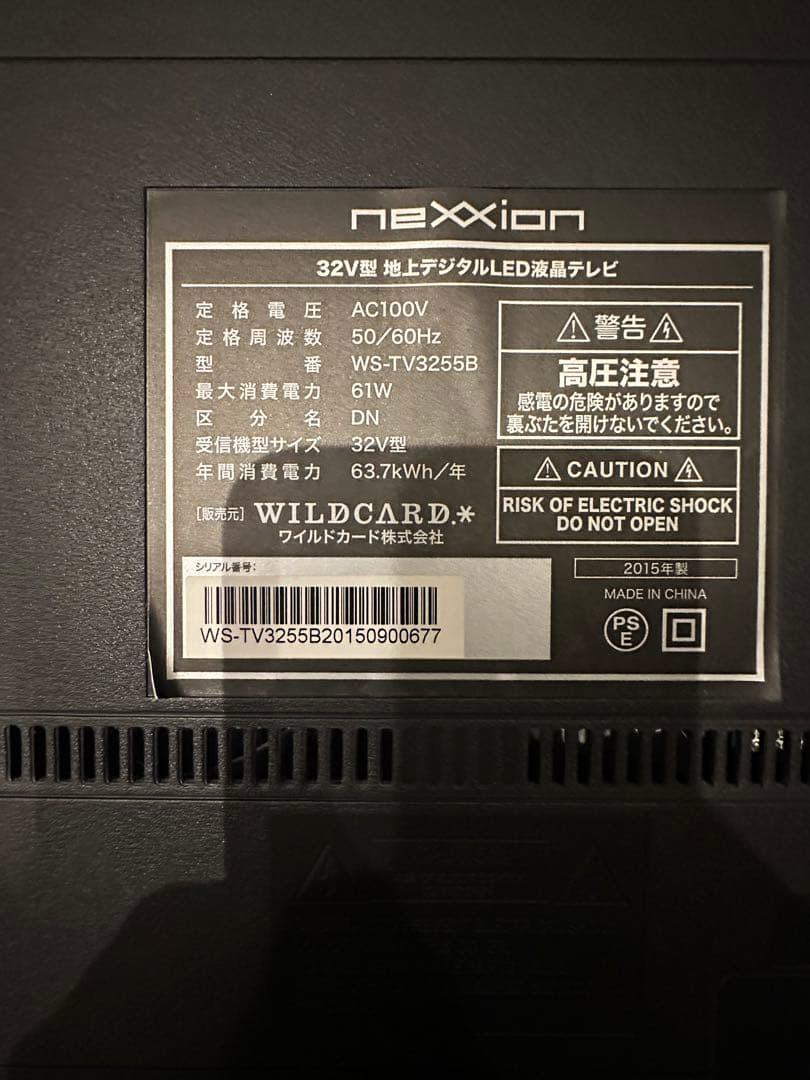 neXXion
32V型 地上デジタルLED液晶テレビ
定格電圧 AC100V
定格周波数 50／60Hz
型番 WS-TV3255B
最大消費電力 61W
区分名 DN
受信機型サイズ 32V型
年間消費電力 63.7kWh／年
［販売元］ WILDCARD.*
ワイルドカード株式会社
警告
高圧注意
感電の危険がありますので
裏ぶたを開けないでください。
CAUTION
RISK OF ELECTRIC SHOCK
DO NOT OPEN
シリアル番号：
WS-TV3255B20150900677
2015年製
MADE IN CHINA
PS
E